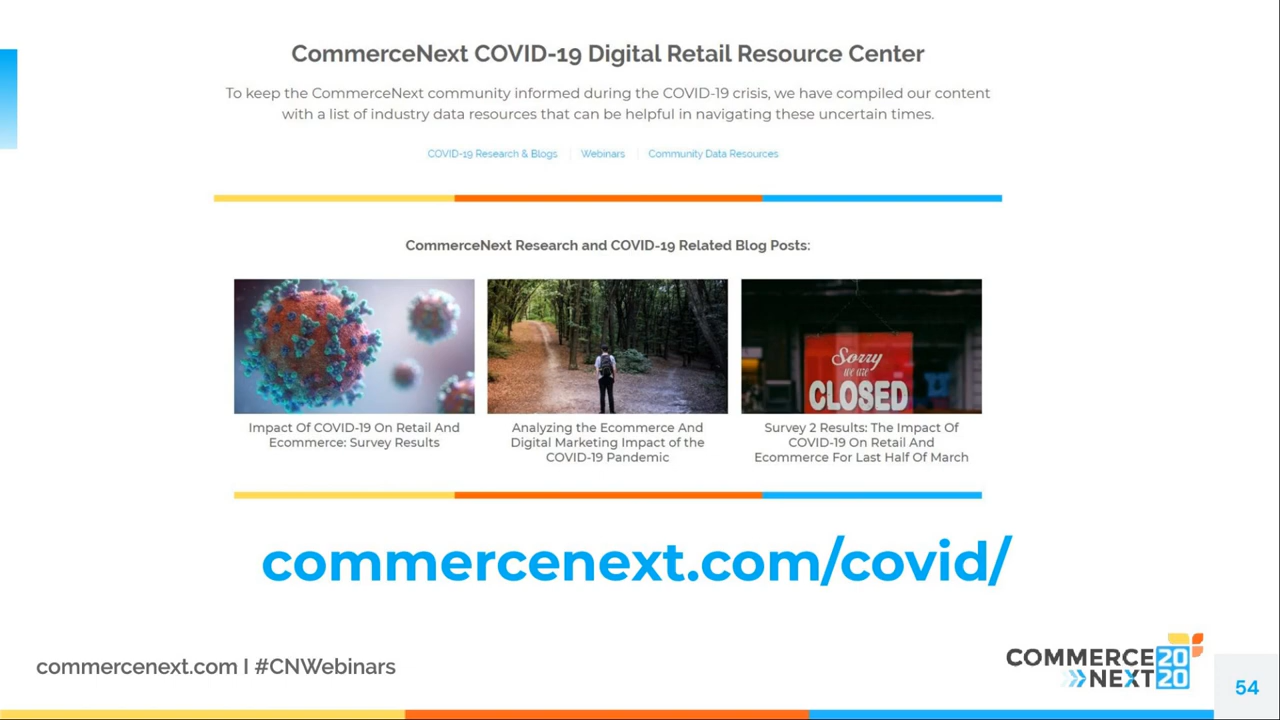 CommerceNext COVID-19 Digital Retail Resource Center
To keep the CommerceNext community informed during the COVID-19 crisis, we have compiled our content
with a list of industry data resources that can be helpful in navigating these uncertain times.
COVID-19 Research & Blogs | Webinars | Community Data Resources
CommerceNext Research and COVID-19 Related Blog Posts:
Sorry
we are
CLOSED
Impact Of COVID-19 On Retail And
Ecommerce: Survey Results
Analyzing the Ecommerce And
Digital Marketing Impact of the
COVID-19 Pandemic
Survey 2 Results: The Impact Of
COVID-19 On Retail And
Ecommerce For Last Half Of March
commercenext.com/covid/
commercenext.com I #CNWebinars
COMMERCE 20
NEXT 20
54